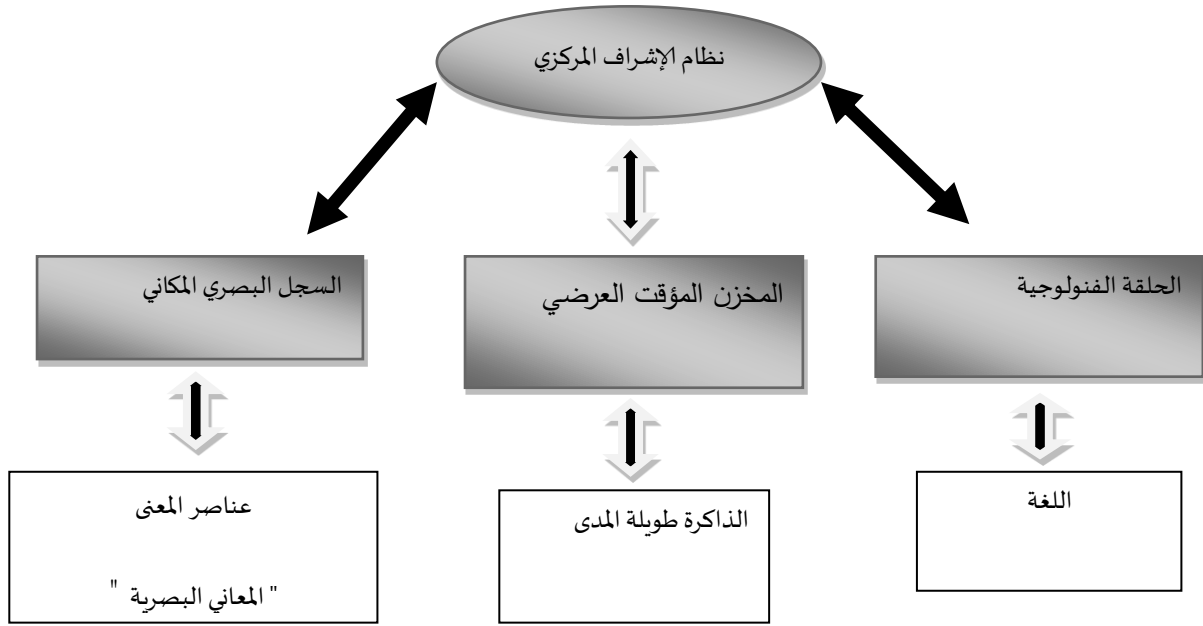 نظام الإشراف المركزي
الحلقة الفنولوجية
المخزن المؤقت العرضي
السجل البصري المكاني
اللغة
الذاكرة طويلة المدى
عناصر المعنى
" المعاني البصرية "